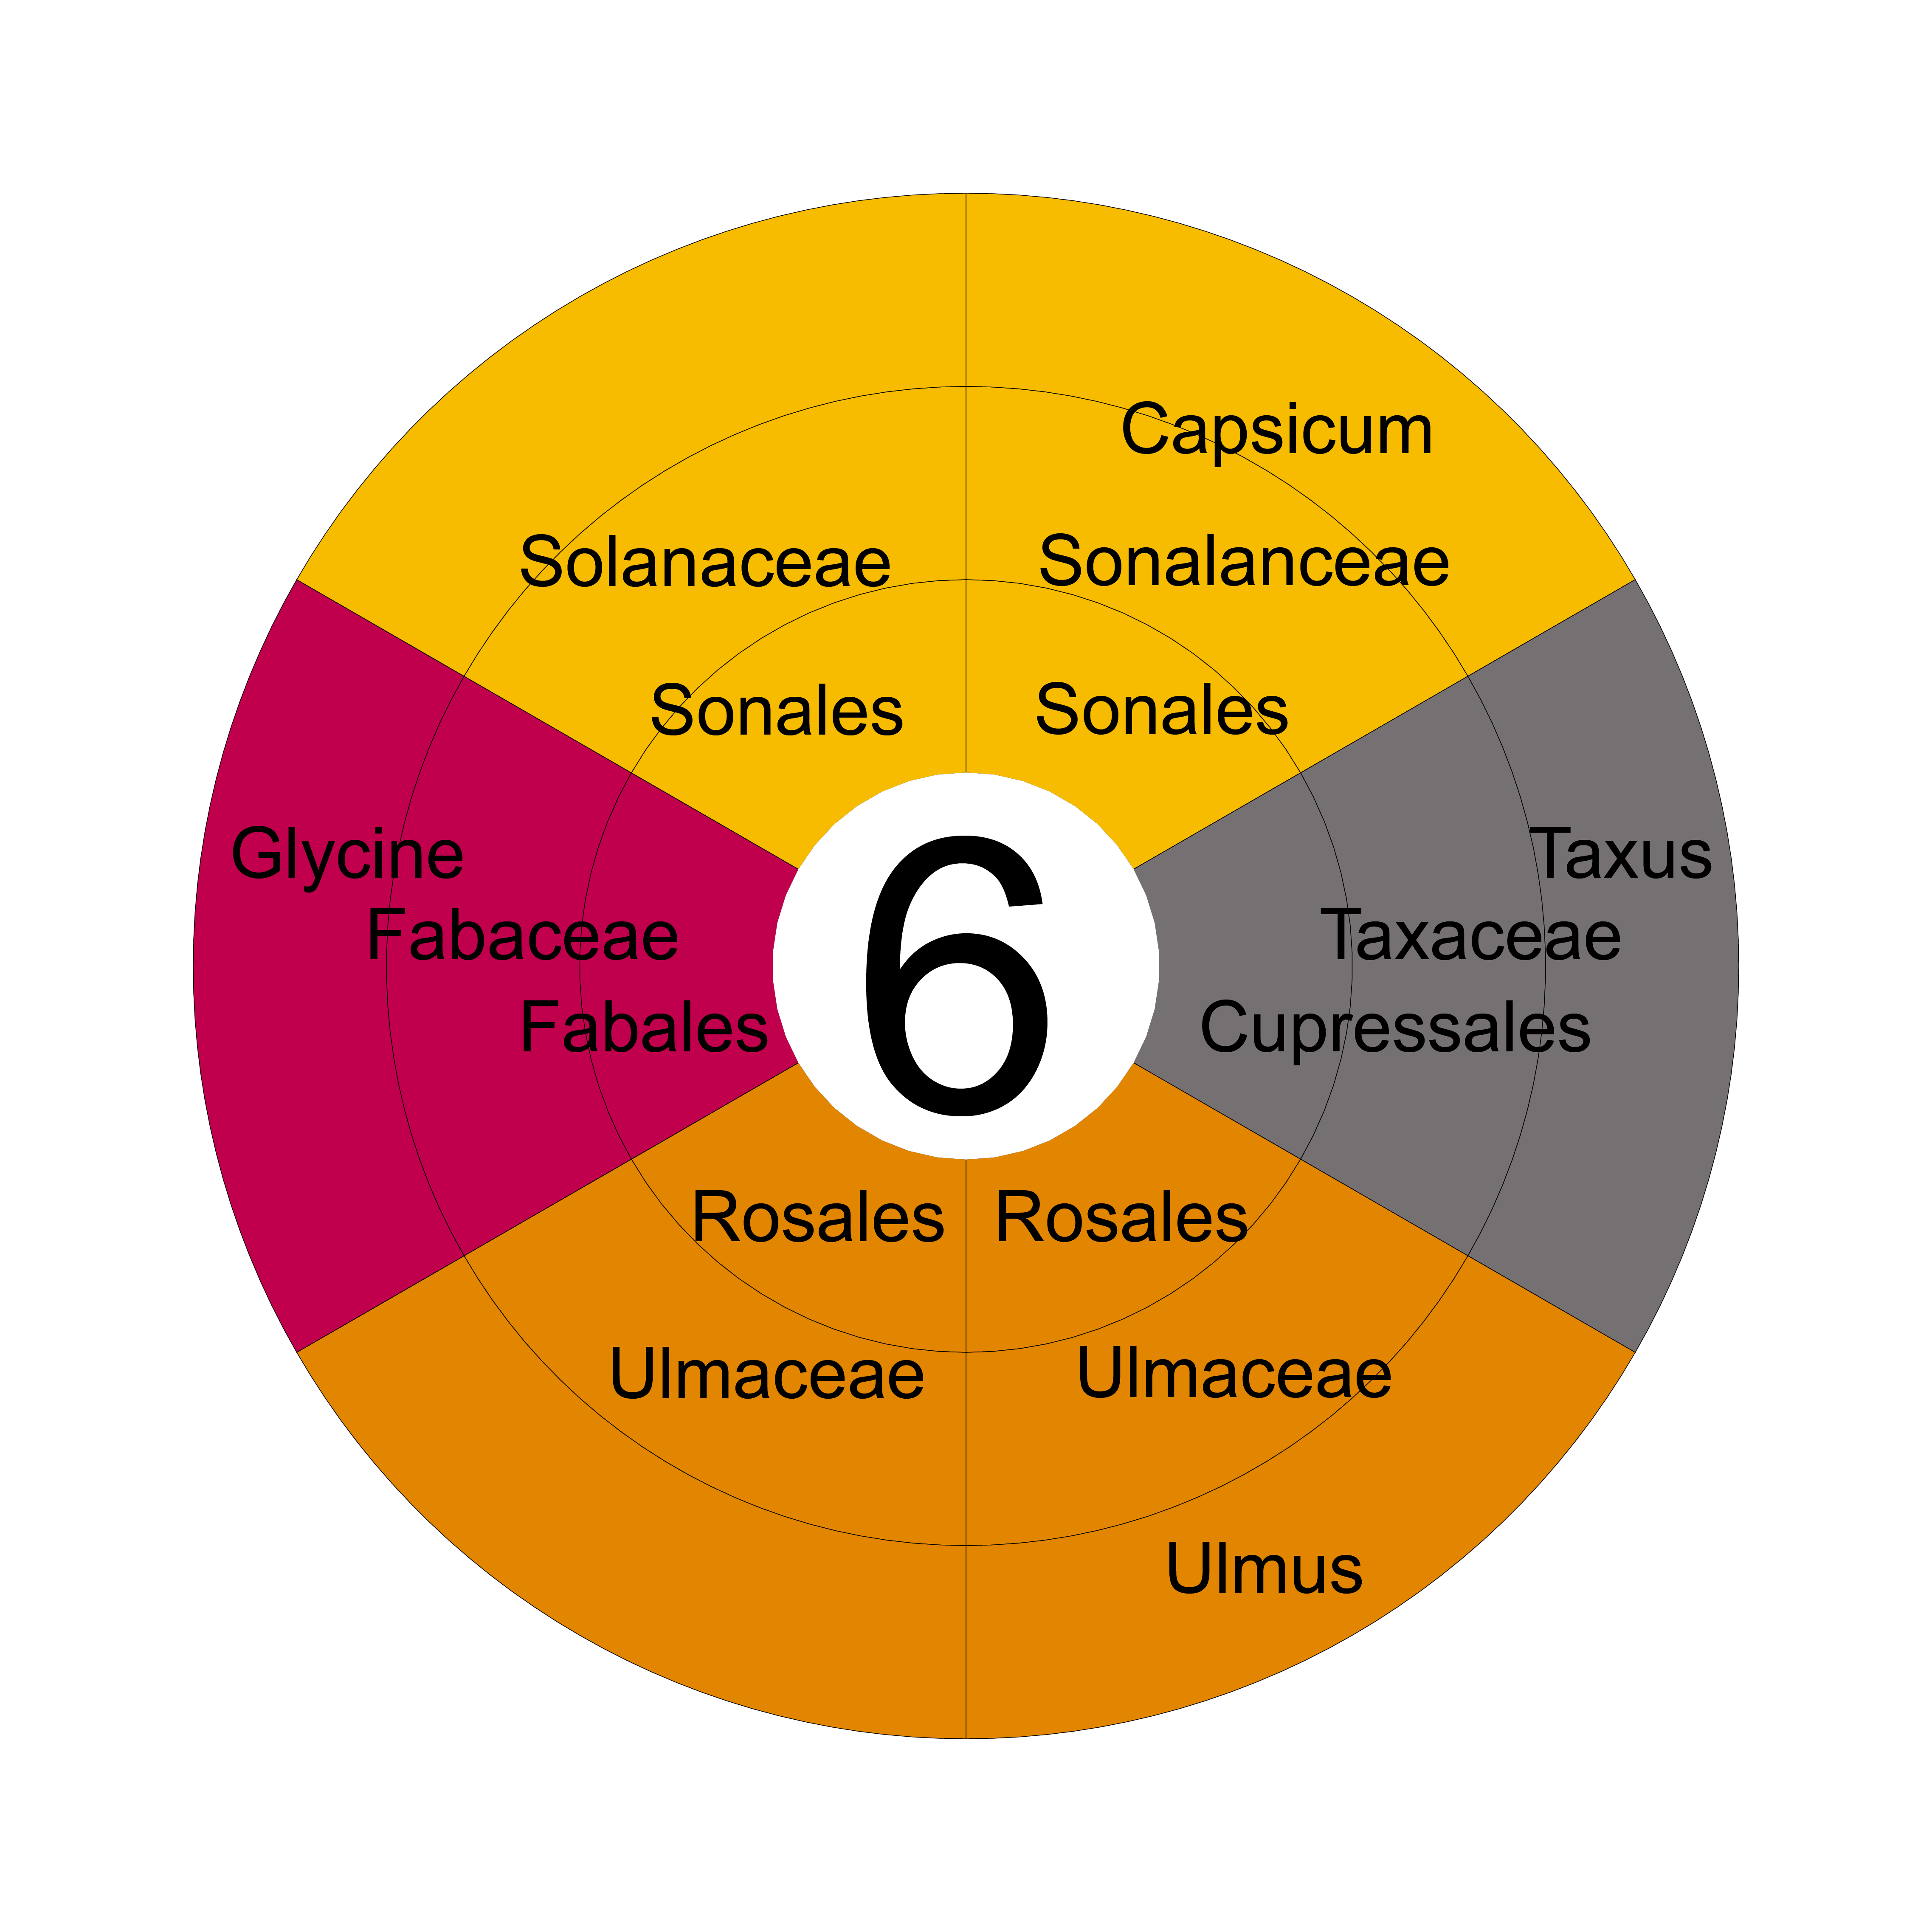 Capsicum
Solanaceae
Sonalanceae
Sonales
Sonales
Glycine
Taxus
Fabaceae
Taxaceae
Fabales
Cupressales
6
Rosales
Rosales
Ulmaceae
Ulmaceae
Ulmus